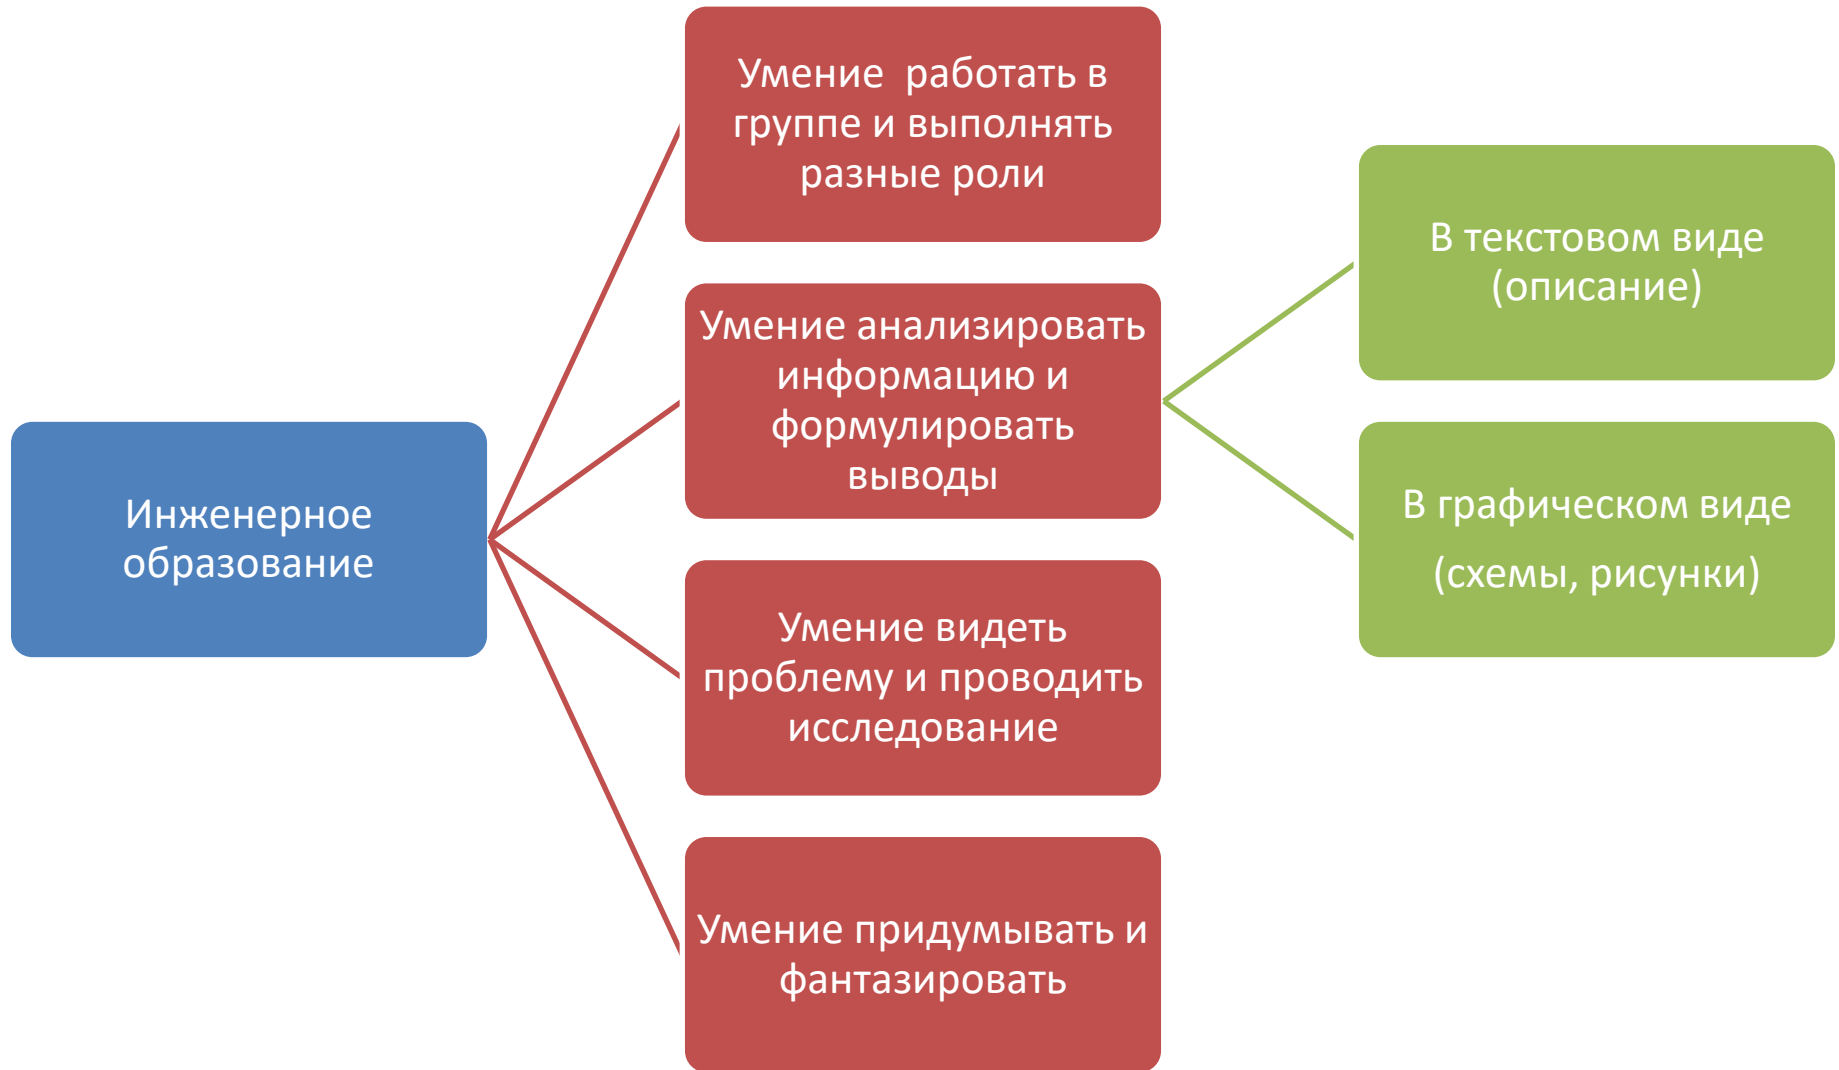 Инженерное
образование
Умение работать в
группе и выполнять
разные роли
Умение анализировать
информацию и
формулировать
выводы
Умение видеть
проблему и проводить
исследование
Умение придумывать и
фантазировать
В текстовом виде
(описание)
В графическом виде
(схемы, рисунки)